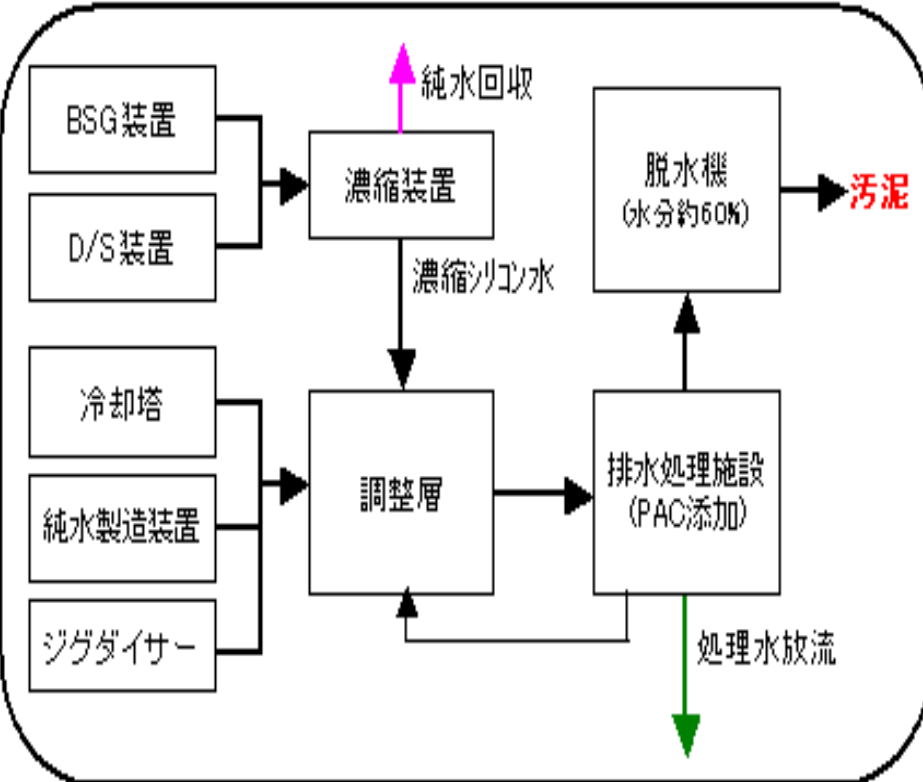 BSG装置
D/S装置
純水回収
濃縮装置
濃縮シリコン水
脱水機
(水分約60%)
汚泥
冷却塔
純水製造装置
ジグダイサー
調整層
排水処理施設
(PAC添加)
処理水放流